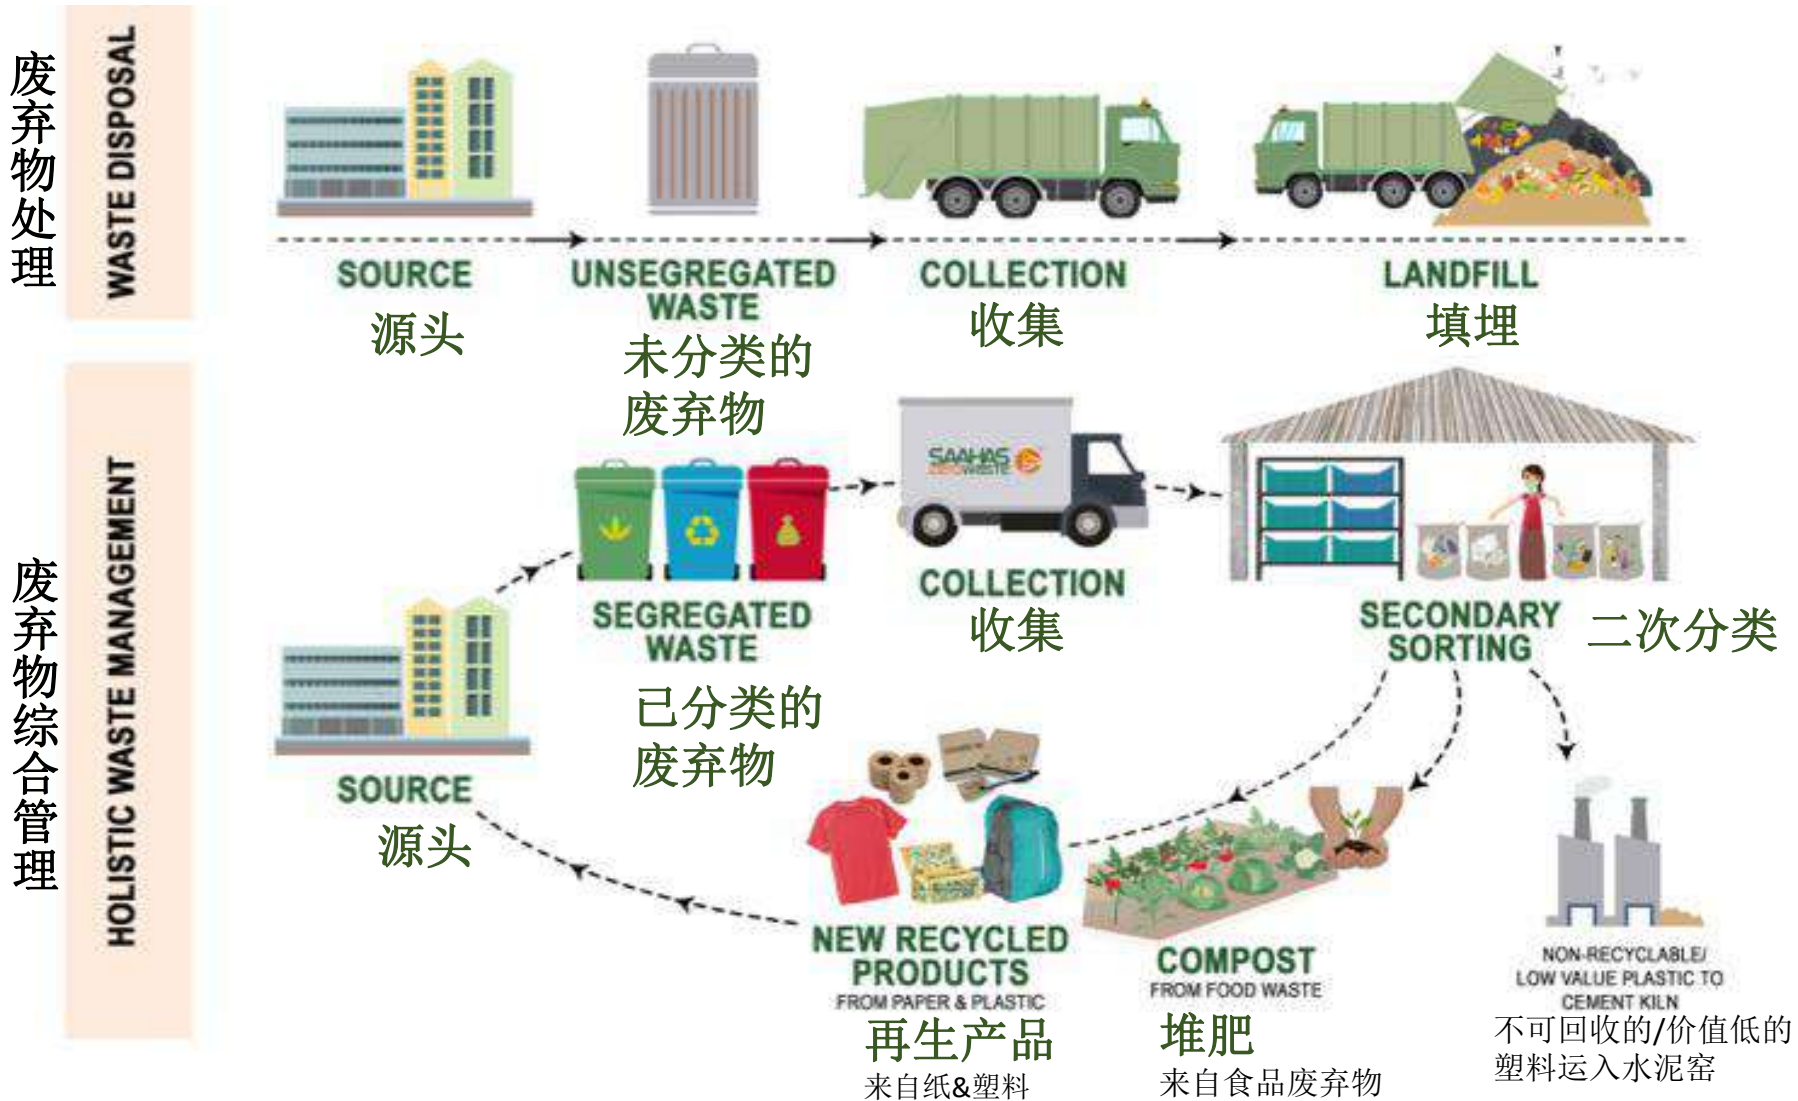 废弃物处理
WASTE DISPOSAL
SOURCE
源头
UNSEGREGATED
WASTE
未分类的
废弃物
COLLECTION
收集
LANDFILL
填埋
废弃物综合管理
HOLISTIC WASTE MANAGEMENT
SOURCE
源头
SEGREGATED
WASTE
已分类的
废弃物
SAAHAS
ZERO WASTE
COLLECTION
收集
SECONDARY
SORTING
二次分类
NEW RECYCLED
PRODUCTS
FROM PAPER & PLASTIC
再生产品
来自纸&塑料
COMPOST
FROM FOOD WASTE
堆肥
来自食品废弃物
NON-RECYCLABLE/
LOW VALUE PLASTIC TO
CEMENT KILN
不可回收的/价值低的
塑料运入水泥窑